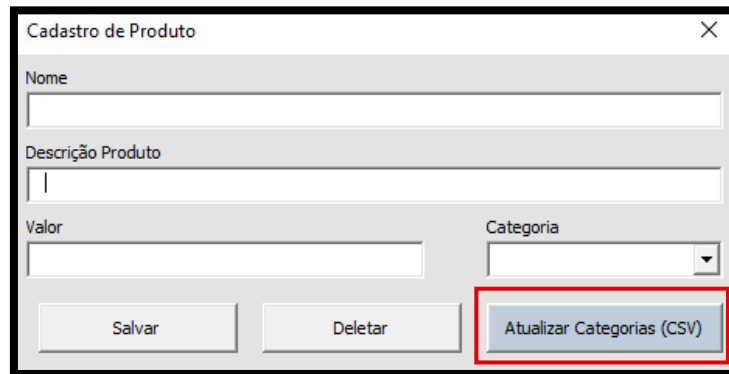 Cadastro de Produto
Nome
Descrição Produto
Valor
Categoria
Salvar
Deletar
Atualizar Categorias (CSV)